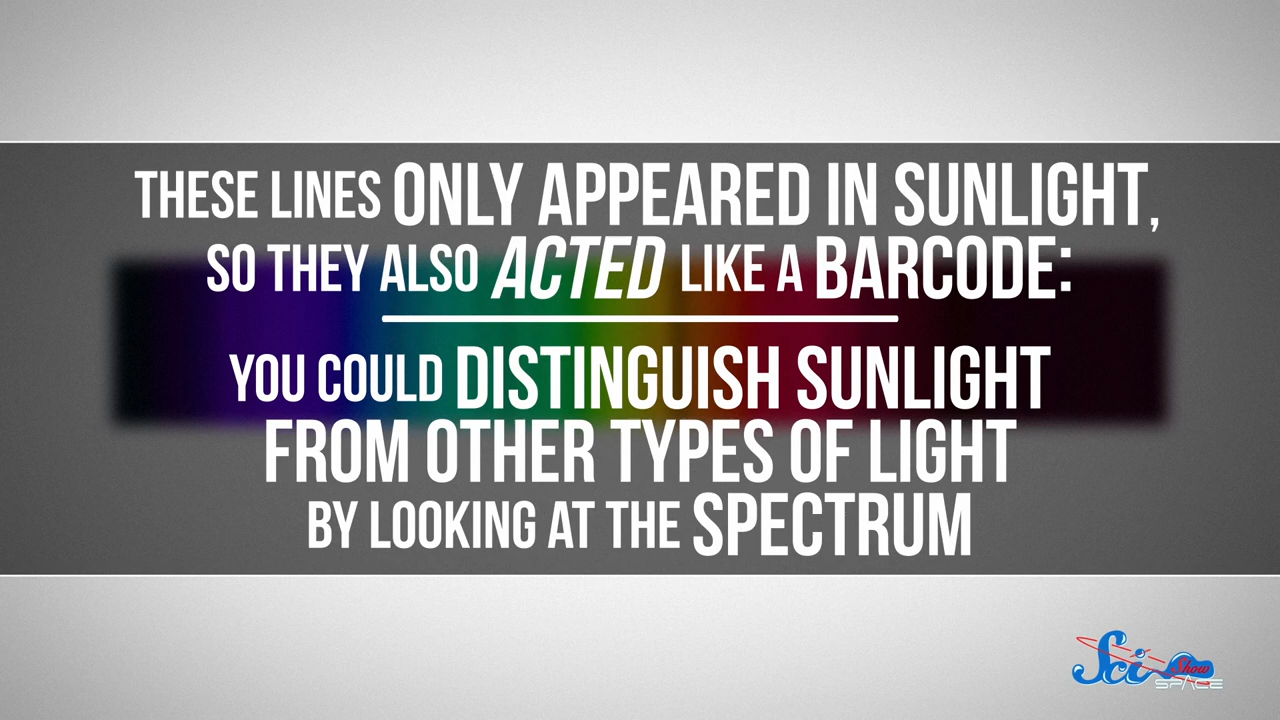 THESE LINES ONLY APPEARED IN SUNLIGHT,
SO THEY ALSO ACTED LIKE A BARCODE:
YOU COULD DISTINGUISH SUNLIGHT
FROM OTHER TYPES OF LIGHT
BY LOOKING AT THE SPECTRUM
Sci Show
SPACE